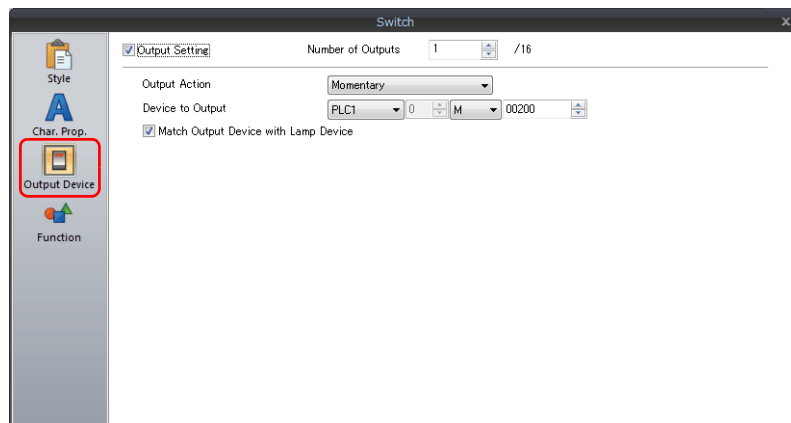 Switch
x
Style
Char. Prop.
Output Device
Function
Output Setting
Number of Outputs 1 /16
Output Action Momentary
Device to Output PLC1 0 M 00200
Match Output Device with Lamp Device